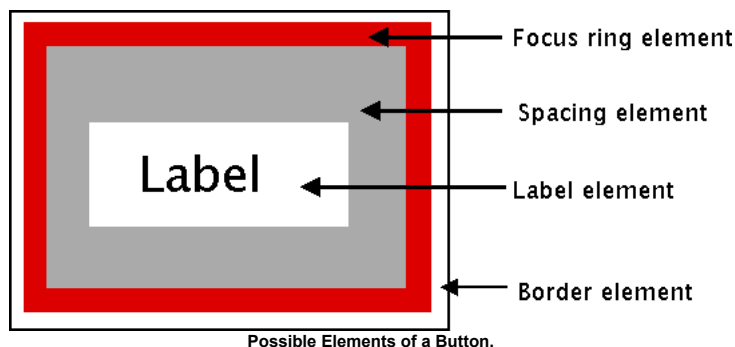 Focus ring element
Spacing element
Label
Label element
Border element
Possible Elements of a Button.